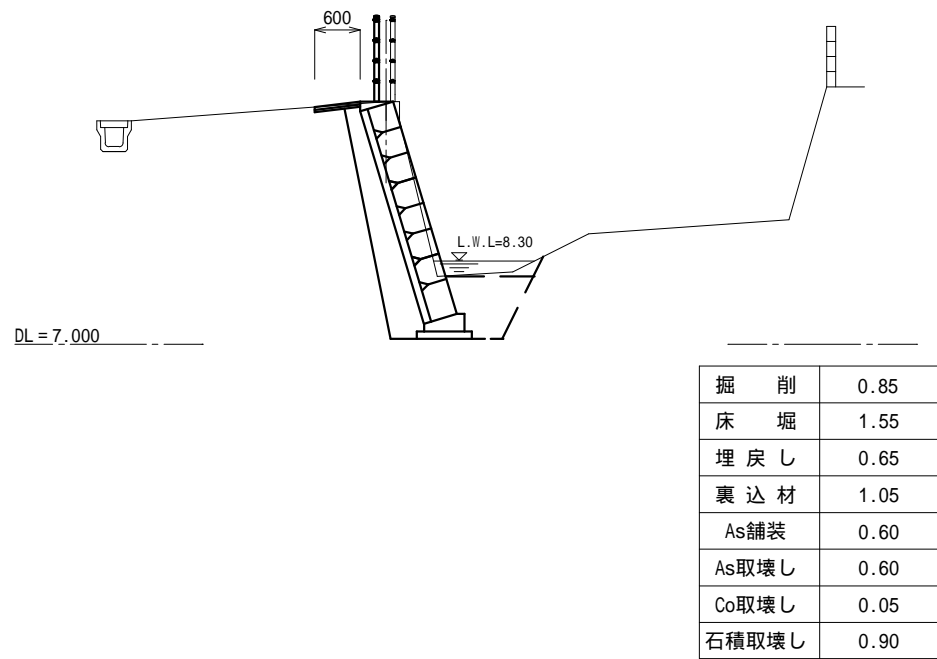 600
L.W.L=8.30
DL=7.000
掘 削 0.85
床 堀 1.55
埋 戻 し 0.65
裏 込 材 1.05
As舗装 0.60
As取壊し 0.60
Co取壊し 0.05
石積取壊し 0.90